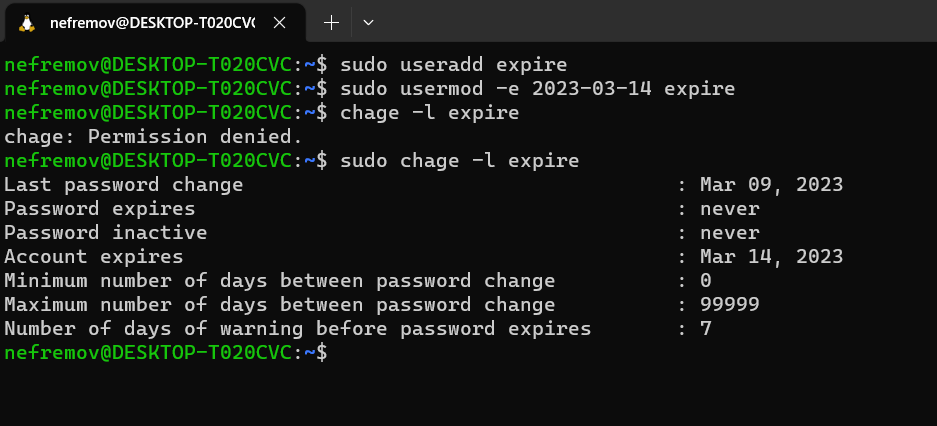 nefremov@DESKTOP-T020CVC
nefremov@DESKTOP-T020CVC:~$ sudo useradd expire
nefremov@DESKTOP-T020CVC:~$ sudo usermod -e 2023-03-14 expire
nefremov@DESKTOP-T020CVC:~$ chage -l expire
chage: Permission denied.
nefremov@DESKTOP-T020CVC:~$ sudo chage -l expire
Last password change : Mar 09, 2023
Password expires : never
Password inactive : never
Account expires : Mar 14, 2023
Minimum number of days between password change : 0
Maximum number of days between password change : 99999
Number of days of warning before password expires : 7
nefremov@DESKTOP-T020CVC:~$